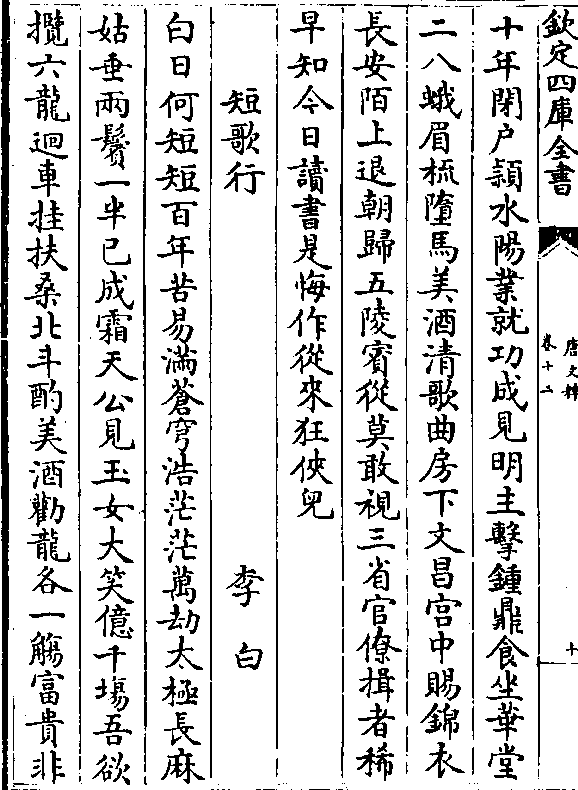 欽定四庫全書
唐文粹
卷十二
十
十年閉户潁水陽業就功成見明主擊鍾鼎食坐華堂
二八蛾眉梳墮馬美酒清歌曲房下文昌宫中賜錦衣
長安陌上退朝歸五陵賓從莫敢視三省官僚揖者稀
早知今日讀書是悔作從來狂俠兒
短歌行 李白
白日何短短百年苦易滿蒼穹浩茫茫萬劫太極長麻
姑垂兩鬢一半已成霜天公見玉女大笑億千塲吾欲
攬六龍迴車挂扶桑北斗酌美酒勸龍各一觴富貴非